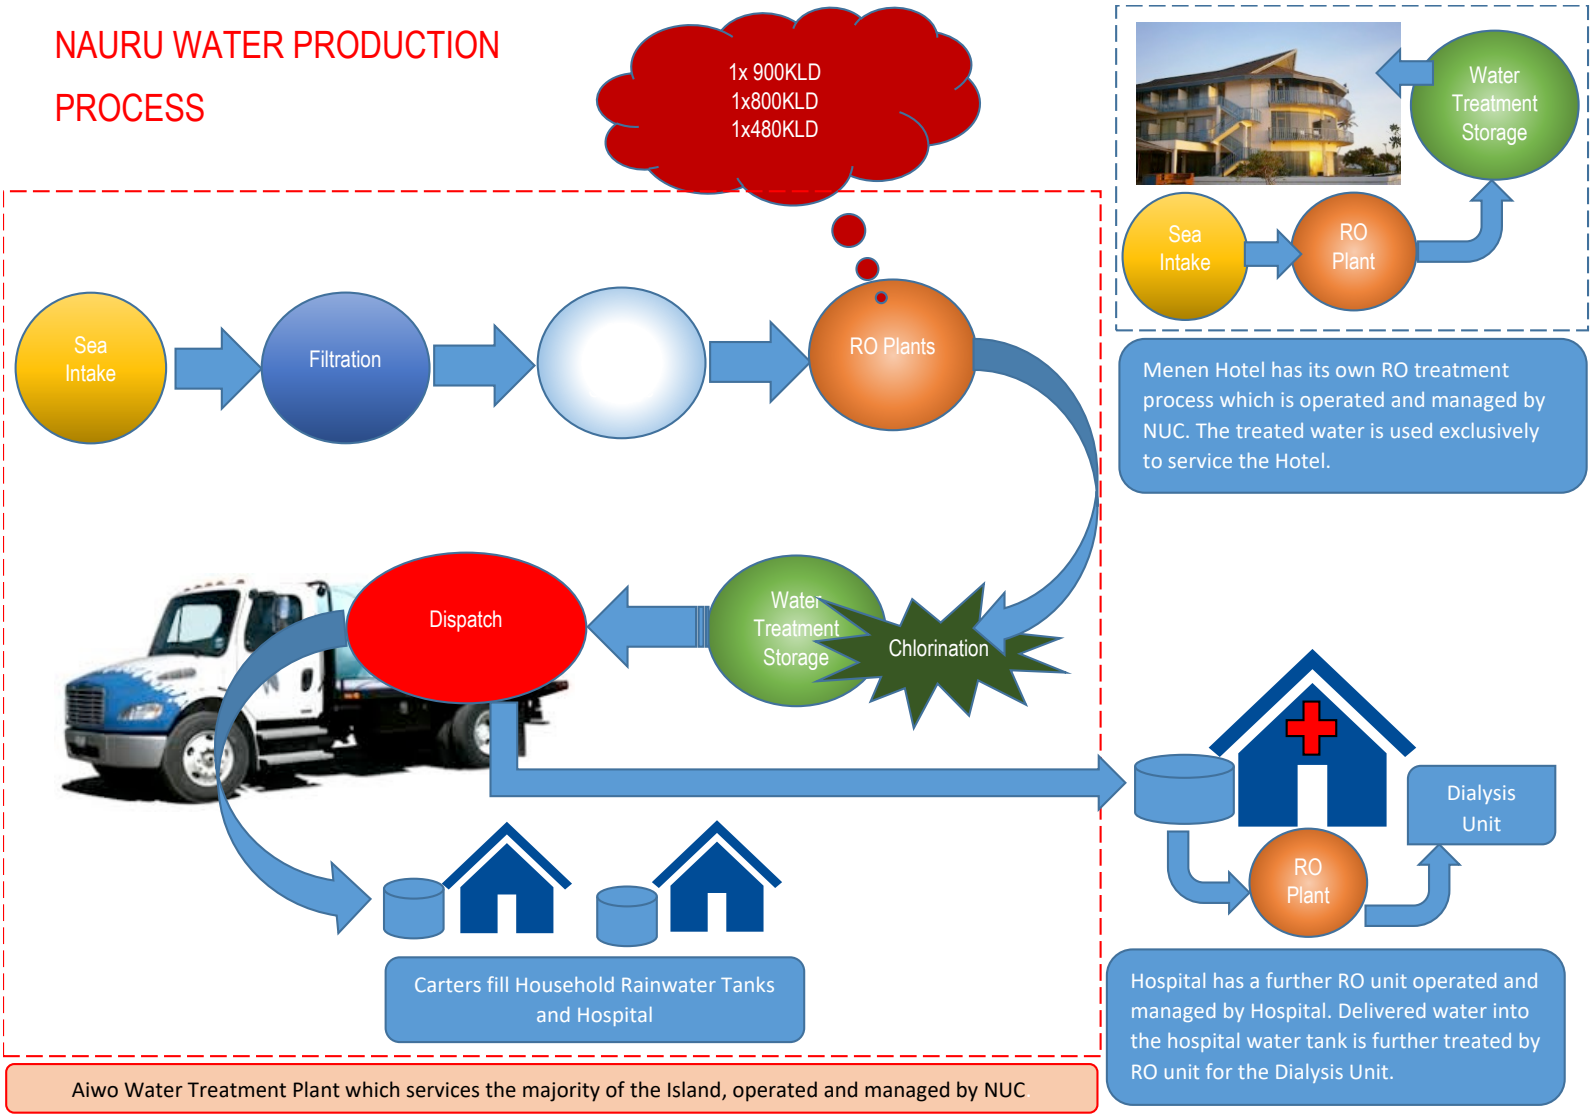 NAURU WATER PRODUCTION
PROCESS
1x 900KLD
1x800KLD
1x480KLD
Water
Treatment
Storage
Sea
Intake
RO
Plant
Sea
Intake
Filtration
RO Plants
Menen Hotel has its own RO treatment
process which is operated and managed by
NUC. The treated water is used exclusively
to service the Hotel.
Dispatch
Water
Treatment
Storage
Chlorination
Dialysis
Unit
RO
Plant
Carters fill Household Rainwater Tanks
and Hospital
Hospital has a further RO unit operated and
managed by Hospital. Delivered water into
the hospital water tank is further treated by
RO unit for the Dialysis Unit.
Aiwo Water Treatment Plant which services the majority of the Island, operated and managed by NUC.